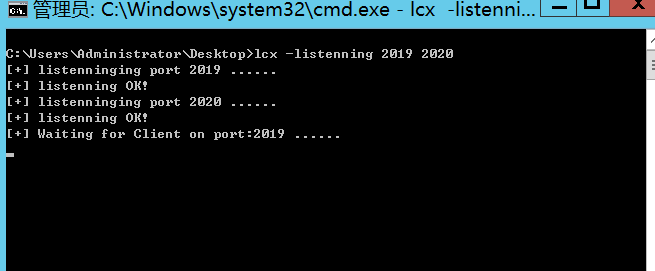 管理员: C:\Windows\system32\cmd.exe - lcx -listenni...
C:\Users\Administrator\Desktop>lcx -listenning 2019 2020
[+] listenninging port 2019 ......
[+] listenning OK!
[+] listenninging port 2020 ......
[+] listenning OK!
[+] Waiting for Client on port:2019 ......